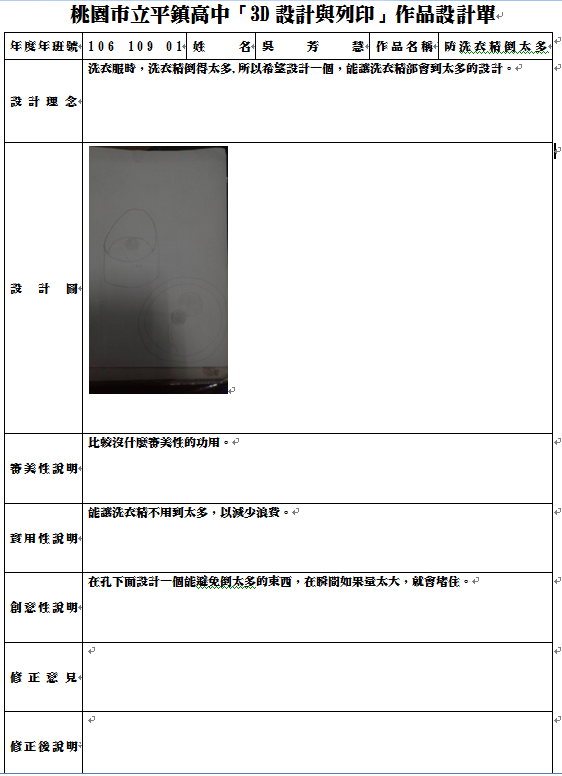 桃園市立平鎮高中「3D 設計與列印」作品設計單
年度年班號 106 109 01 姓名 吳芳慧 作品名稱 防洗衣精倒太多
設計理念 洗衣服時，洗衣精倒得太多,所以希望設計一個，能讓洗衣精部會到太多的設計。
設計圖
審美性說明 比較沒什麼審美性的功用。
實用性說明 能讓洗衣精不用到太多，以減少浪費。
創意性說明 在孔下面設計一個能避免倒太多的東西，在瞬間如果量太大，就會堵住。
修正意見
修正後說明